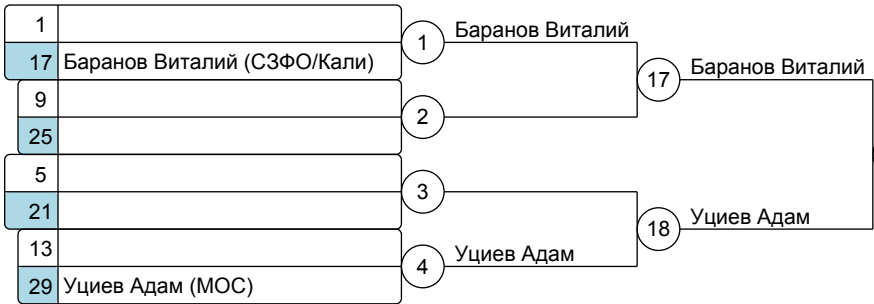 1
17 Баранов Виталий (СЗФО/Кали)
9
25
5
21
13
29 Уциев Адам (МОС)
1
2
3
4
Баранов Виталий
Уциев Адам
17
18
Баранов Виталий
Уциев Адам